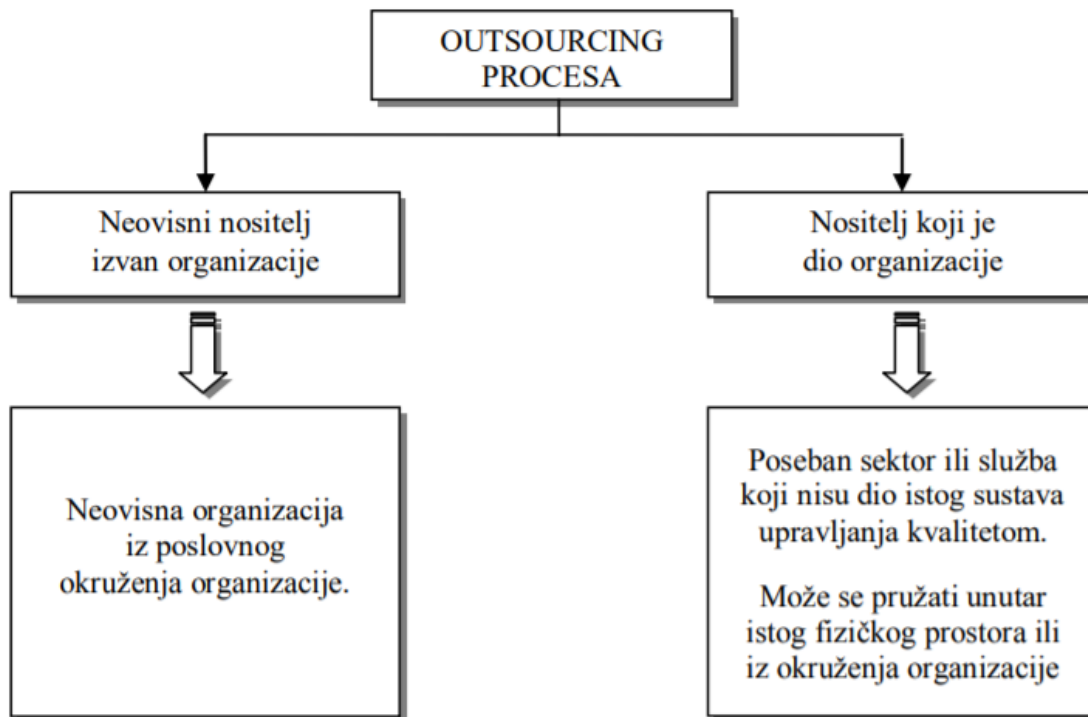 OUTSOURCING
PROCESA
Neovisni nositelj
izvan organizacije
Nositelj koji je
dio organizacije
Neovisna organizacija
iz poslovnog
okruženja organizacije.
Poseban sektor ili služba
koji nisu dio istog sustava
upravljanja kvalitetom.
Može se pružati unutar
istog fizičkog prostora ili
iz okruženja organizacije